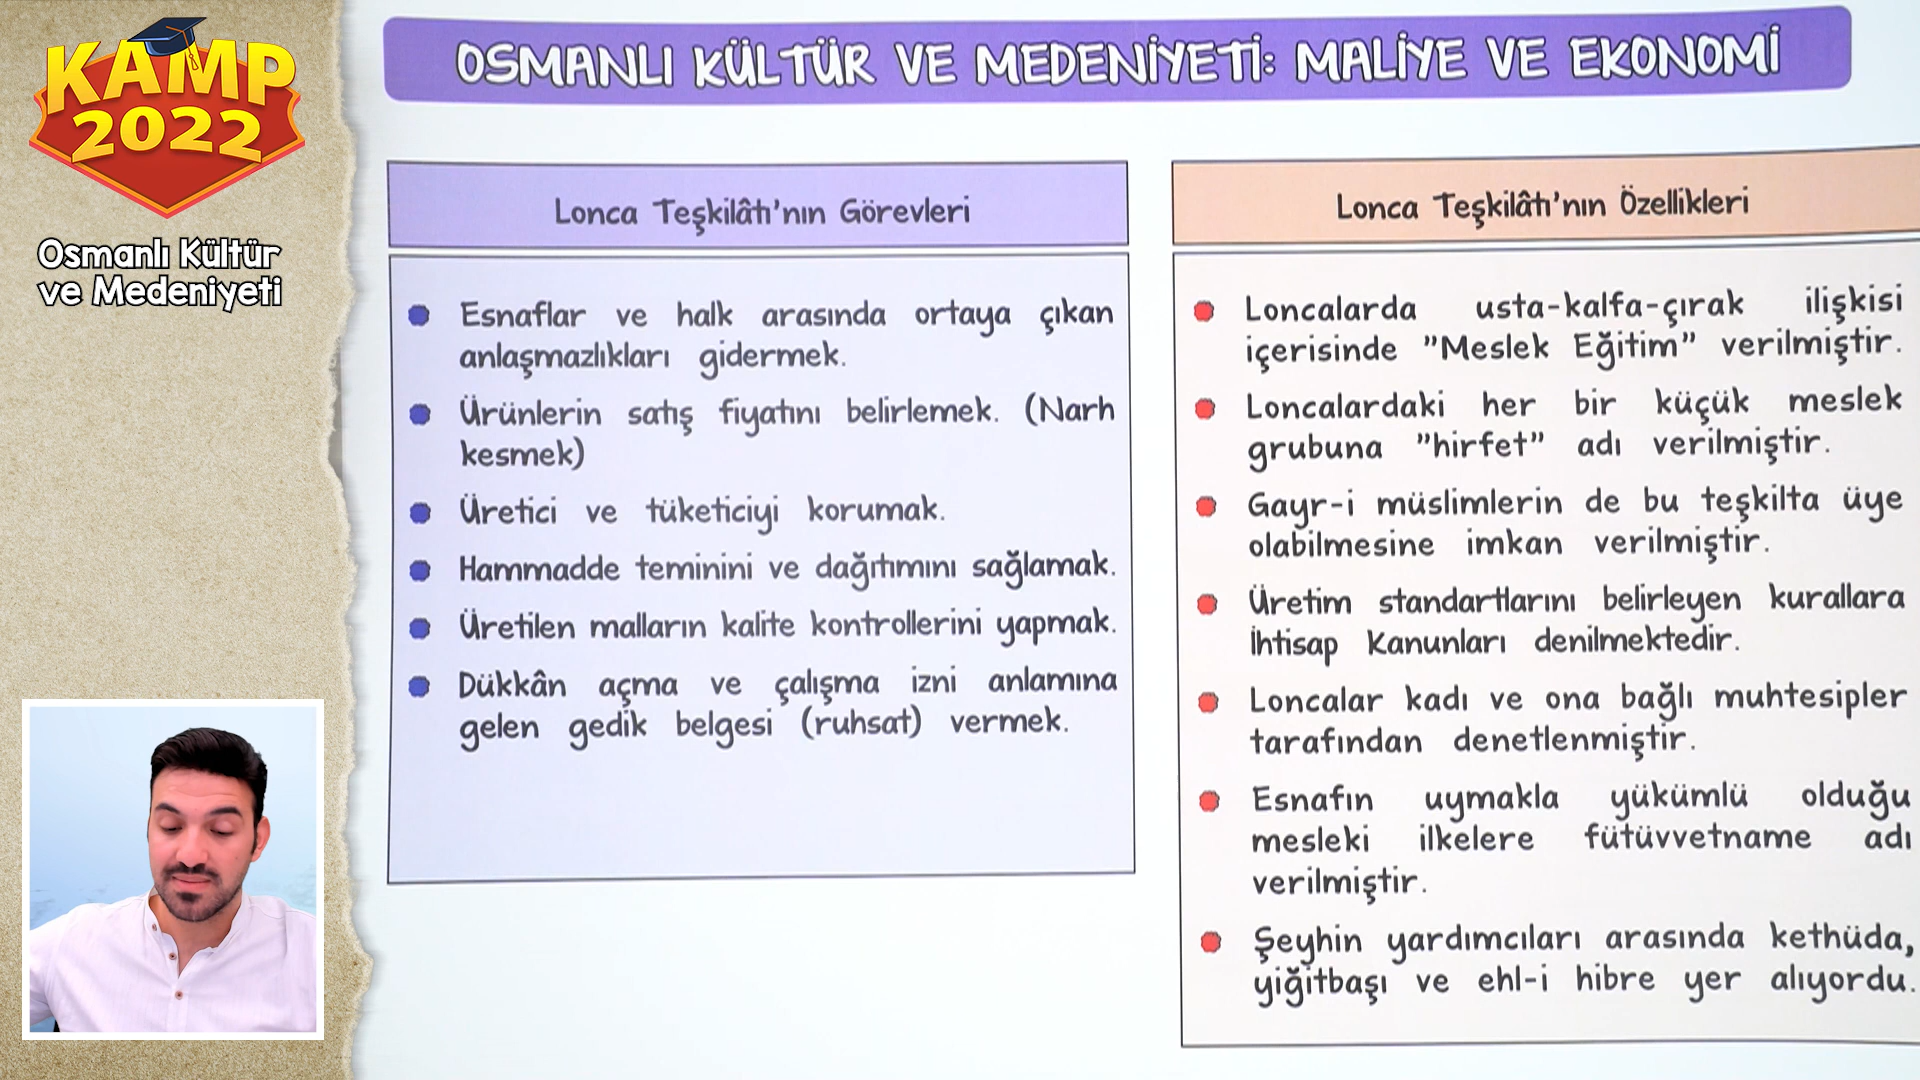 KAMP
2022
Osmanlı Kültür
ve Medeniyeti
OSMANLI KÜLTÜR VE MEDENİYETİ: MALİYE VE EKONOMİ
Lonca Teşkilâtı'nın Görevleri
Esnaflar ve halk arasında ortaya çıkan
anlaşmazlıkları gidermek.
Ürünlerin satış fiyatını belirlemek. (Narh
kesmek)
Üretici ve tüketiciyi korumak.
Hammadde teminini ve dağıtımını sağlamak.
Üretilen malların kalite kontrollerini yapmak.
Dükkân açma ve çalışma izni anlamına
gelen gedik belgesi (ruhsat) vermek.
Lonca Teşkilâtı'nın Özellikleri
Loncalarda usta-kalfa-çırak ilişkisi
içerisinde "Meslek Eğitim" verilmiştir.
Loncalardaki her bir küçük meslek
grubuna "hirfet" adı verilmiştir.
Gayr-i müslimlerin de bu teşkilta üye
olabilmesine imkan verilmiştir.
Üretim standartlarını belirleyen kurallara
İhtisap Kanunları denilmektedir.
Loncalar kadı ve ona bağlı muhtesipler
tarafından denetlenmiştir.
Esnafın uymakla yükümlü olduğu
mesleki ilkelere fütüvvetname adı
verilmiştir.
Şeyhin yardımcıları arasında kethüda,
yiğitbaşı ve ehl-i hibre yer alıyordu.